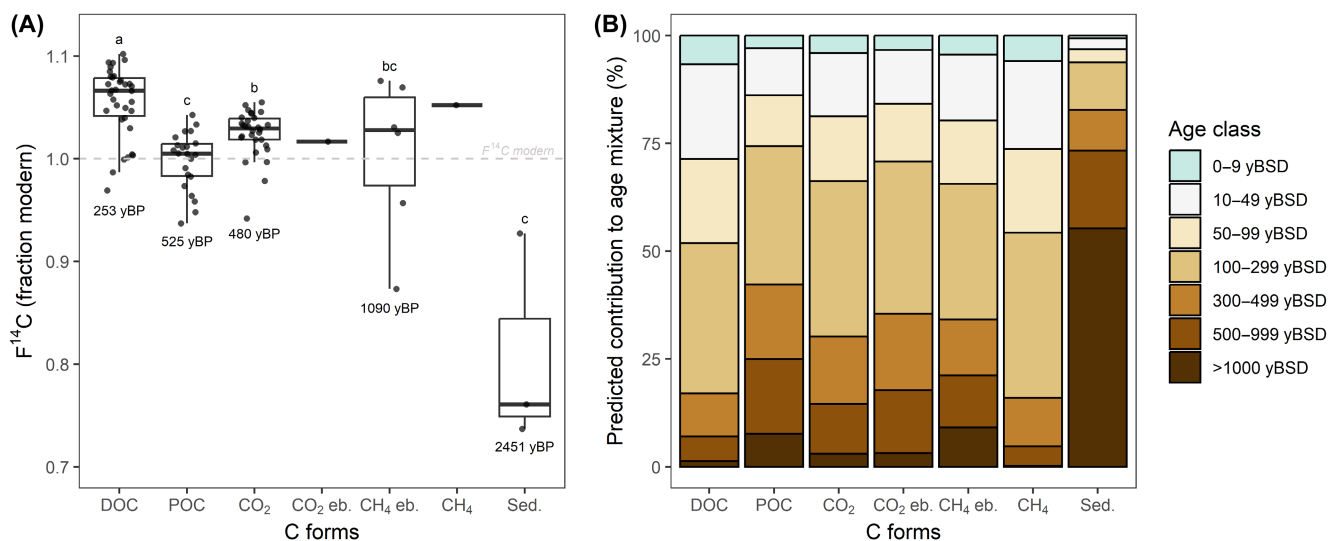 (A)
F¹⁴C (fraction modern)
1.1
1.0
0.9
0.8
0.7
a
c
b
bc
c
253 yBP
525 yBP
480 yBP
1090 yBP
2451 yBP
F¹⁴C modern
DOC POC CO₂ CO₂ eb. CH₄ eb. CH₄ Sed.
C forms
(B)
Predicted contribution to age mixture (%)
100
75
50
25
0
DOC POC CO₂ CO₂ eb. CH₄ eb. CH₄ Sed.
C forms
Age class
0–9 yBSD
10–49 yBSD
50–99 yBSD
100–299 yBSD
300–499 yBSD
500–999 yBSD
>1000 yBSD